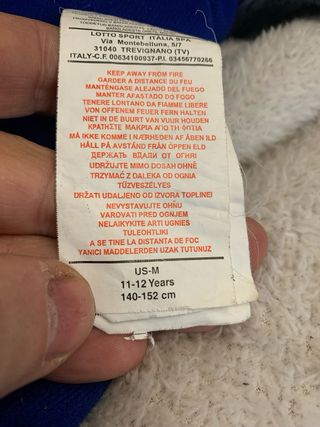 LOTTO SPORT ITALIA SPA
Via Montebelluna, 5/7
31040 TREVIGNANO (TV)
ITALY-C.F. 00634100937-P.I. 03456770266
KEEP AWAY FROM FIRE
GARDER A DISTANCE DU FEU
MANTÉNGASE ALEJADO DEL FUEGO
MANTER AFASTADO DO FOGO
TENERE LONTANO DA FIAMME LIBERE
VON OFFENEM FEUER FERN HALTEN
NIET IN DE BUURT VAN VUUR HOUDEN
ΚΡΑΤΗΣΤΕ ΜΑΚΡΙΑ ΑΠΌ ΤΗ ΦΩΤΙΑ
MÅ IKKE KOMME I NÆRHEDEN AF ÅBEN ILD
HÅLL PÅ AVSTÅND FRÅN ÖPPEN ELD
ДЕРЖАТЬ ВДАЛИ ОТ ОГНЯ
UDRŽUJTE MIMO DOSAH OHNĚ
TRZYMAĆ Z DALEKA OD OGNIA
TŰZVESZÉLYES
DRŽATI UDALJENO OD IZVORA TOPLINE
NEVYSTAVUJTE OHŇU
VAROVATI PRED OGNJEM
NELAIKYKITE ARTI UGNIES
TULEOHTLIKU
A SE TINE LA DISTANTA DE FOC
YANICI MADDELERDEN UZAK TUTUNUZ
US-M
11-12 Years
140-152 cm